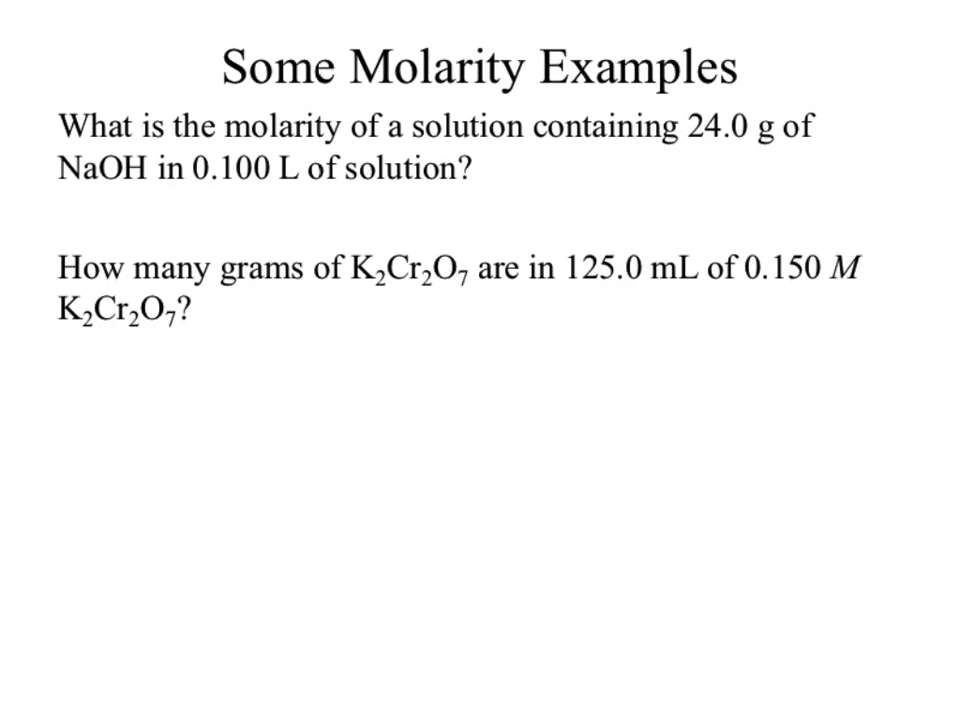 Some Molarity Examples
What is the molarity of a solution containing 24.0 g of
NaOH in 0.100 L of solution?
How many grams of K₂Cr₂O₇ are in 125.0 mL of 0.150 M
K₂Cr₂O₇?